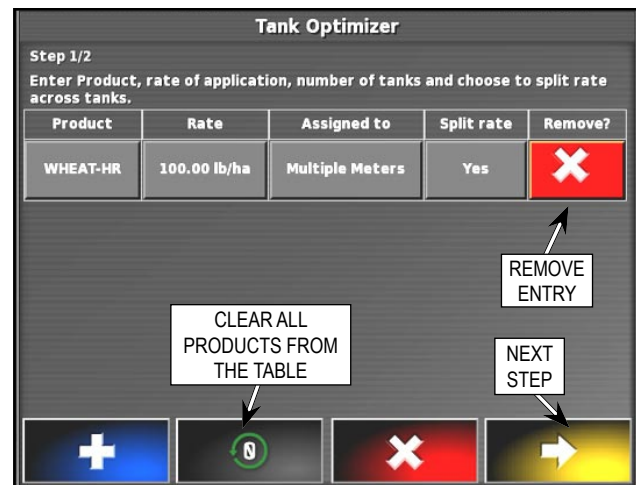 Tank Optimizer
Step 1/2
Enter Product, rate of application, number of tanks and choose to split rate
across tanks.
Product Rate Assigned to Split rate Remove?
WHEAT-HR 100.00 lb/ha Multiple Meters Yes
REMOVE
ENTRY
CLEAR ALL
PRODUCTS FROM
THE TABLE
NEXT
STEP
0